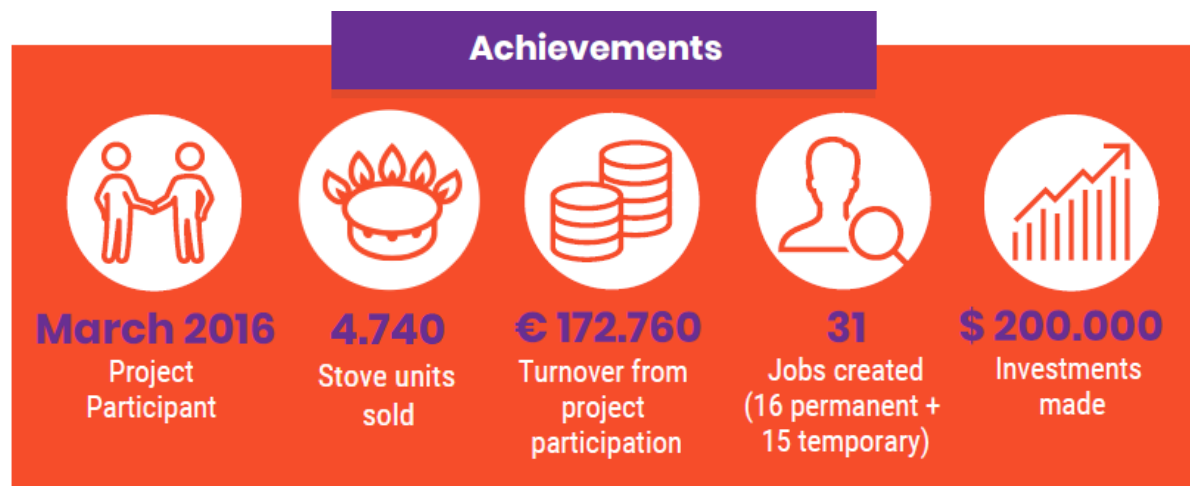 Achievements
March 2016
Project
Participant
4.740
Stove units
sold
€ 172.760
Turnover from
project
participation
31
Jobs created
(16 permanent +
15 temporary)
$ 200.000
Investments
made